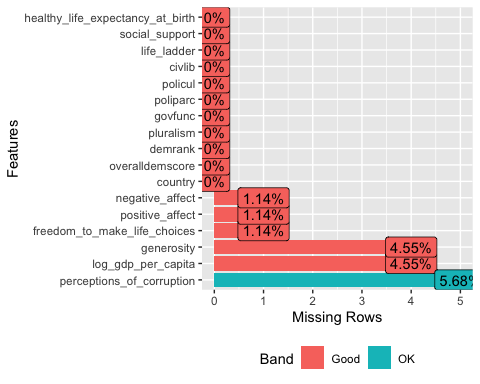 Features
healthy_life_expectancy_at_birth 0%
social_support 0%
life_ladder 0%
civlib 0%
policul 0%
poliparc 0%
govfunc 0%
pluralism 0%
demrank 0%
overalldemscore 0%
country 0%
negative_affect 1.14%
positive_affect 1.14%
freedom_to_make_life_choices 1.14%
generosity 4.55%
log_gdp_per_capita 4.55%
perceptions_of_corruption 5.68%
0 1 2 3 4 5
Missing Rows
Band Good OK